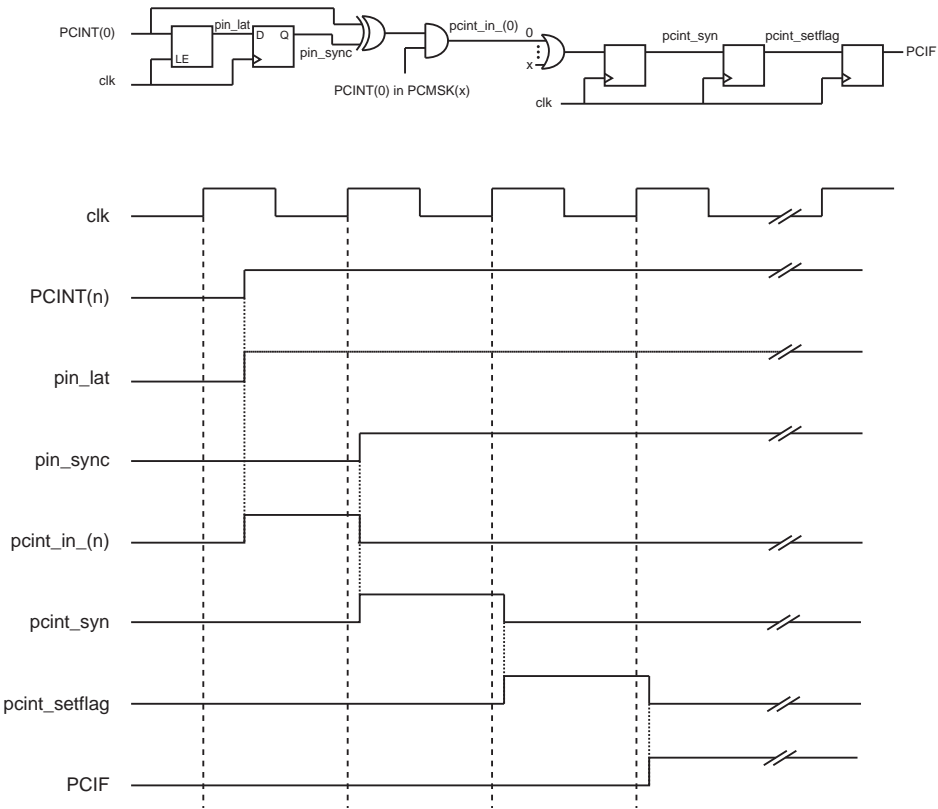 PCINT(0)
pin_lat
D Q
LE
pin_sync
clk
PCINT(0) in PCMSK(x)
pcint_in_(0)
0
x
clk
pcint_syn
pcint_setflag
PCIF
clk
PCINT(n)
pin_lat
pin_sync
pcint_in_(n)
pcint_syn
pcint_setflag
PCIF